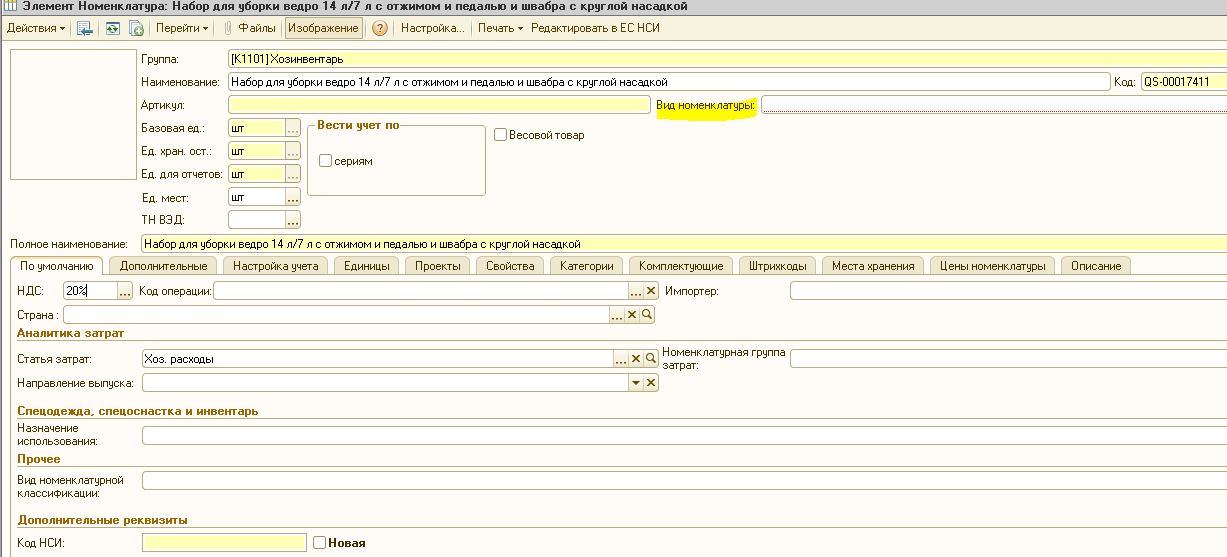 Элемент Номенклатура: Набор для уборки ведро 14 л/7 л с отжимом и педалью и швабра с круглой насадкой
Действия Перейти Файлы Изображение ? Настройка... Печать Редактировать в ЕС НСИ
Группа: [К1101] Хозинвентарь
Наименование: Набор для уборки ведро 14 л/7 л с отжимом и педалью и швабра с круглой насадкой Код: QS-00017411
Артикул: Вид номенклатуры:
Базовая ед.: шт ... Вести учет по Весовой товар
Ед. хран. ост.: шт ...
сериям
Ед. для отчетов: шт ...
Ед. мест: шт ...
ТН ВЭД: ...
Полное наименование: Набор для уборки ведро 14 л/7 л с отжимом и педалью и швабра с круглой насадкой
По умолчанию Дополнительные Настройка учета Единицы Проекты Свойства Категории Комплектующие Штрихкоды Места хранения Цены номенклатуры Описание
НДС: 20% ... Код операции: ... Импортер:
Страна : ...
Аналитика затрат
Статья затрат: Хоз. расходы ... Номенклатурная группа
затрат:
Направление выпуска:
Спецодежда, спецоснастка и инвентарь
Назначение
использования:
Прочее
Вид номенклатурной
классификации:
Дополнительные реквизиты
Код НСИ: Новая